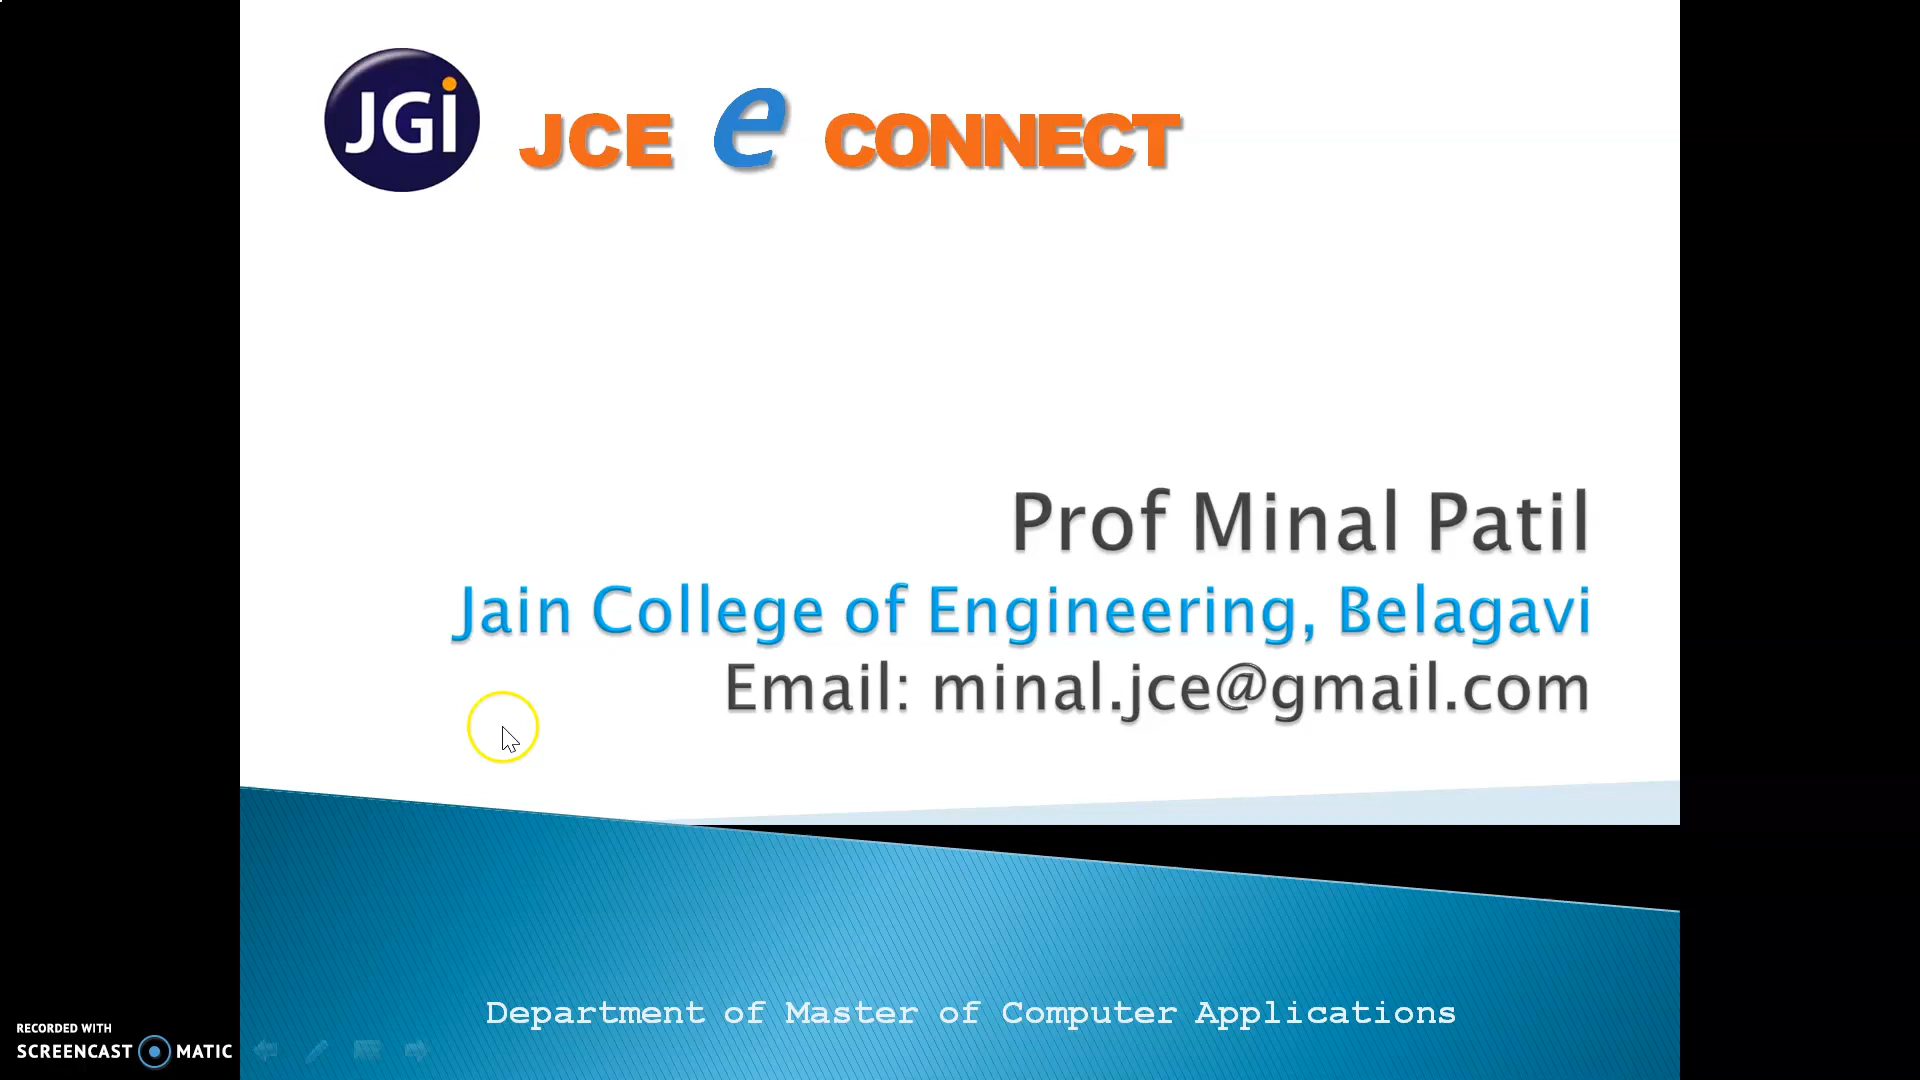 JGi
JCE e CONNECT
Prof Minal Patil
Jain College of Engineering, Belagavi
Email: minal.jce@gmail.com
Department of Master of Computer Applications
RECORDED WITH
SCREENCAST MATIC